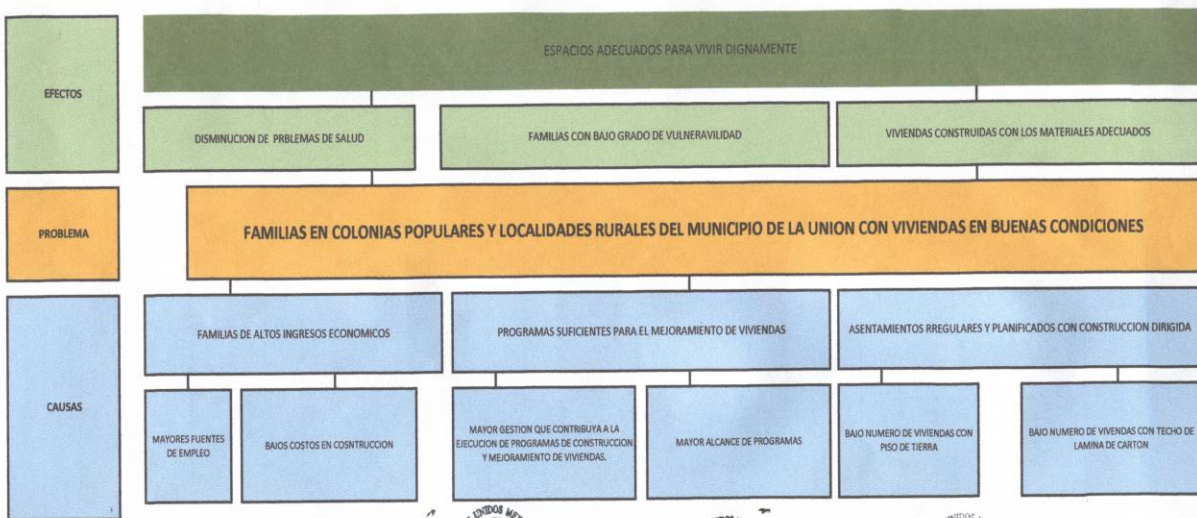 EFECTOS
ESPACIOS ADECUADOS PARA VIVIR DIGNAMENTE
DISMINUCION DE PRBLEMAS DE SALUD
FAMILIAS CON BAJO GRADO DE VULNERAVILIDAD
VIVIENDAS CONSTRUIDAS CON LOS MATERIALES ADECUADOS
PROBLEMA
FAMILIAS EN COLONIAS POPULARES Y LOCALIDADES RURALES DEL MUNICIPIO DE LA UNION CON VIVIENDAS EN BUENAS CONDICIONES
CAUSAS
FAMILIAS DE ALTOS INGRESOS ECONOMICOS
PROGRAMAS SUFICIENTES PARA EL MEJORAMIENTO DE VIVIENDAS
ASENTAMIENTOS RREGULARES Y PLANIFICADOS CON CONSTRUCCION DIRIGIDA
MAYORES FUENTES
DE EMPLEO
BAJOS COSTOS EN COSNTRUCCION
MAYOR GESTION QUE CONTRIBUYA A LA
EJECUCION DE PROGRAMAS DE CONSTRUCCION
Y MEJORAMIENTO DE VIVIENDAS.
MAYOR ALCANCE DE PROGRAMAS
BAJO NUMERO DE VIVIENDAS CON
PISO DE TIERRA
BAJO NUMERO DE VIVENDAS CON TECHO DE
LAMINA DE CARTON
UNIDOS